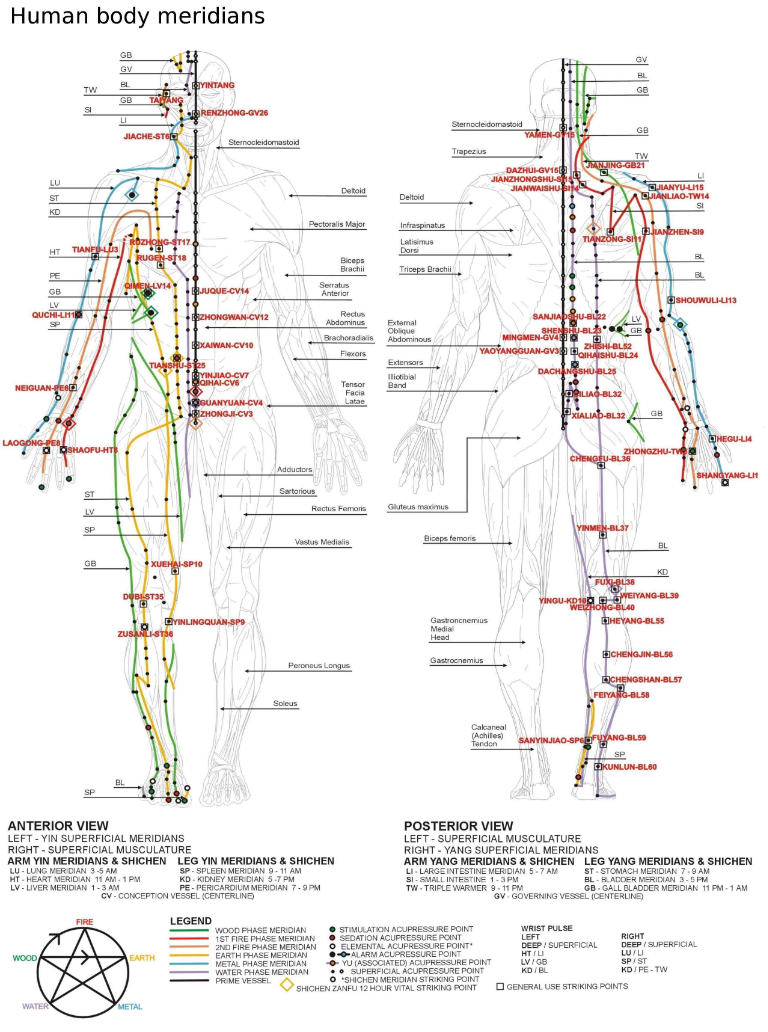 Human body meridians
GB
GV
BL
TW
GB
SI
LI
YINTANG
TAIYANG
RENZHONG-GV26
JIACHE-ST6
Sternocleidomastoid
LU
ST
KD
Deltoid
Pectoralis Major
HT
RUZHONG-ST17
TIANFU-LU3
RUGEN-ST18
PE
GB
LV
SP
QIMEN-LV14
QUCHI-LI11
JUQUE-CV14
Biceps
Brachii
Serratus
Anterior
ZHONGWAN-CV12
Rectus
Abdominus
Brachoradialis
XAIWAN-CV10
Flexors
TIANSHU-ST25
YINJIAO-CV7
QIHAI-CV6
NEIGUAN-PE6
Tensor
Facia
Latae
GUANYUAN-CV4
ZHONGJI-CV3
LAOGONG-PE8
SHAOFU-HT8
Adductors
ST
Sartorious
LV
Rectus Femoris
SP
Vastus Medialis
GB
XUEHAI-SP10
DUBI-ST35
YINLINGQUAN-SP9
ZUSANLI-ST36
Peroneus Longus
Soleus
BL
SP
GV
BL
GB
Sternocleidomastoid
YAMEN-GV15
GB
Trapezius
TW
JIANJING-GB21
DAZHUI-GV15
JIANZHONGSHU-SI15
JIANWAISHU-SI14
LI
JIANYU-LI15
JIANLIAO-TW14
Deltoid
SI
Infraspinatus
TIANZONG-SI11
JIANZHEN-SI9
Latisimus
Dorsi
BL
Triceps Brachii
BL
SHOUWULI-LI13
SANJIAOSHU-BL22
LV
External
Oblique
Abdominous
SHENSHU-BL23
GB
MINGMEN-GV4
ZHISHI-BL52
YAOYANGGUAN-GV3
QIHAISHU-BL24
Extensors
DACHANGSHU-BL25
Illiotibial
Band
XIALIAO-BL32
GB
HEGU-LI4
ZHONGZHU-TW3
CHENGFU-BL36
SHANGYANG-LI1
Gluteus maximus
YINMEN-BL37
Biceps femoris
BL
KD
FUXI-BL38
WEIYANG-BL39
YINGU-KD10
WEIZHONG-BL40
HEYANG-BL55
Gastroncnemius
Medial
Head
CHENGJIN-BL56
Gastrocnemius
CHENGSHAN-BL57
FEIYANG-BL58
Calcaneal
(Achilles)
Tendon
SANYINJIAO-SP6
FUYANG-BL59
SP
KUNLUN-BL60
ANTERIOR VIEW
LEFT - YIN SUPERFICIAL MERIDIANS
RIGHT - SUPERFICIAL MUSCULATURE
ARM YIN MERIDIANS & SHICHEN
LU - LUNG MERIDIAN 3 -5 AM
HT - HEART MERIDIAN 11 AM - 1 PM
LV - LIVER MERIDIAN 1 - 3 AM
LEG YIN MERIDIANS & SHICHEN
SP - SPLEEN MERIDIAN 9 - 11 AM
KD - KIDNEY MERIDIAN 5 -7 PM
PE - PERICARDIUM MERIDIAN 7 - 9 PM
CV - CONCEPTION VESSEL (CENTERLINE)
POSTERIOR VIEW
LEFT - SUPERFICIAL MUSCULATURE
RIGHT - YANG SUPERFICIAL MERIDIANS
ARM YANG MERIDIANS & SHICHEN
LI - LARGE INTESTINE MERIDIAN 5 - 7 AM
SI - SMALL INTESTINE 1 - 3 PM
TW - TRIPLE WARMER 9 - 11 PM
LEG YANG MERIDIANS & SHICHEN
ST - STOMACH MERIDIAN 7 - 9 AM
BL - BLADDER MERIDIAN 3 - 5 PM
GB - GALL BLADDER MERIDIAN 11 PM - 1 AM
GV - GOVERNING VESSEL (CENTERLINE)
FIRE
WOOD
EARTH
WATER
METAL
LEGEND
WOOD PHASE MERIDIAN
1ST FIRE PHASE MERIDIAN
2ND FIRE PHASE MERIDIAN
EARTH PHASE MERIDIAN
METAL PHASE MERIDIAN
WATER PHASE MERIDIAN
PRIME VESSEL
STIMULATION ACUPRESSURE POINT
SEDATION ACUPRESSURE POINT
ELEMENTAL ACUPRESSURE POINT*
ALARM ACUPRESSURE POINT
YU (ASSOCIATED) ACUPRESSURE POINT
SUPERFICIAL ACUPRESSURE POINT
*SHICHEN MERIDIAN STRIKING POINT
SHICHEN ZANFU 12 HOUR VITAL STRIKING POINT
GENERAL USE STRIKING POINTS
WRIST PULSE
LEFT
DEEP / SUPERFICIAL
HT / LI
LV / GB
KD / BL
RIGHT
DEEP / SUPERFICIAL
LU / LI
SP / ST
KD / PE - TW